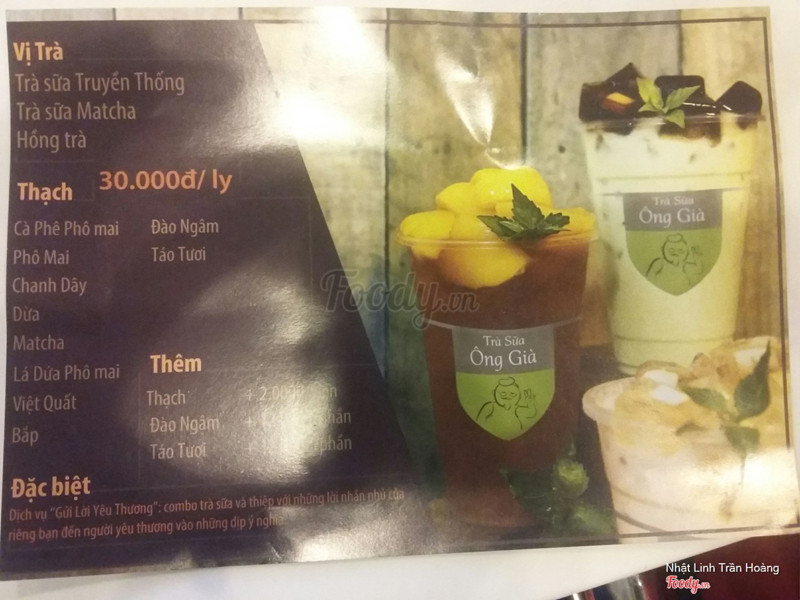 Vị Trà
Trà sữa Truyền Thống
Trà sữa Matcha
Hồng trà
Thạch 30.000đ/ ly
Cà Phê Phô mai
Phô Mai
Chanh Dây
Dừa
Matcha
Lá Dứa Phô mai
Việt Quất
Bắp
Đào Ngâm
Táo Tươi
Thêm
Thạch + 2.000
Đào Ngâm + phần
Táo Tươi + phần
Đặc biệt
Dịch vụ "Gửi Lời Yêu Thương": combo trà sữa và thiệp với những lời nhắn nhủ của
riêng bạn đến người yêu thương vào những dịp ý nghĩa.
Trà Sữa
Ông Già
Trà Sữa
Ông Già
Foody.vn
Nhật Linh Trần Hoàng
Foody.vn